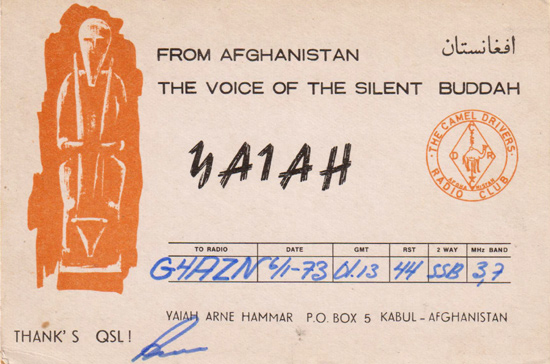 افغانستان
FROM AFGHANISTAN
THE VOICE OF THE SILENT BUDDAH
THE CAMEL DRIVERS'
RADIO CLUB
YA1AH
TO RADIO DATE GMT RST 2 WAY MHz BAND
G4AZN 6/1-73 01.13 44 SSB 3,7
YA1AH ARNE HAMMAR P.O. BOX 5 KABUL - AFGHANISTAN
THANK'S QSL!